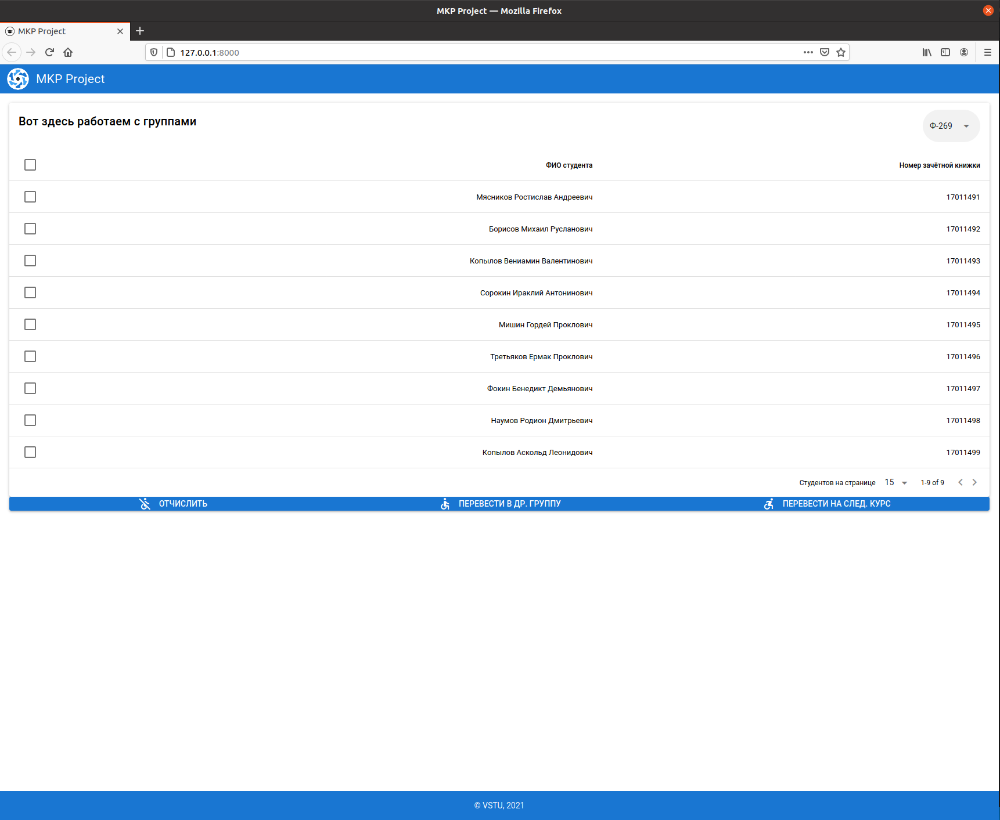 MKP Project — Mozilla Firefox
MKP Project
127.0.0.1:8000
MKP Project
Вот здесь работаем с группами
Ф-269
ФИО студента Номер зачётной книжки
Мясников Ростислав Андреевич 17011491
Борисов Михаил Русланович 17011492
Копылов Вениамин Валентинович 17011493
Сорокин Ираклий Антонинович 17011494
Мишин Гордей Проклович 17011495
Третьяков Ермак Проклович 17011496
Фокин Бенедикт Демьянович 17011497
Наумов Родион Дмитрьевич 17011498
Копылов Аскольд Леонидович 17011499
Студентов на странице 15 1-9 of 9
ОТЧИСЛИТЬ ПЕРЕВЕСТИ В ДР. ГРУППУ ПЕРЕВЕСТИ НА СЛЕД. КУРС
© VSTU, 2021